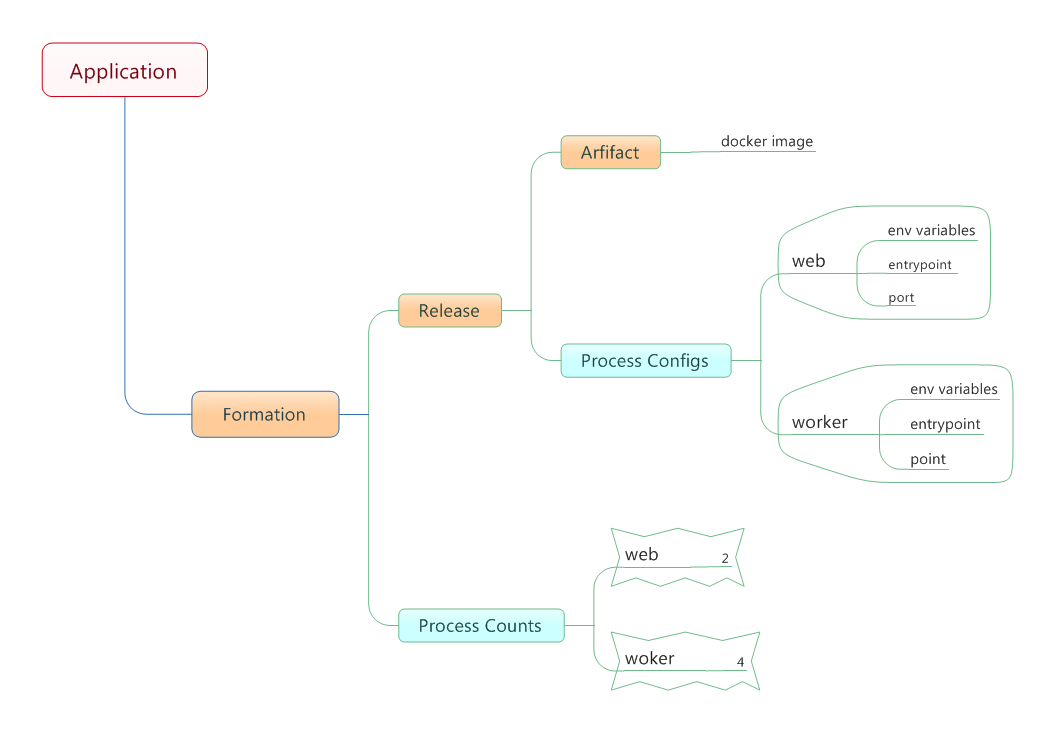 Application
Arfifact
docker image
env variables
web
entrypoint
port
Release
Process Configs
env variables
worker
entrypoint
point
Formation
web 2
Process Counts
woker 4